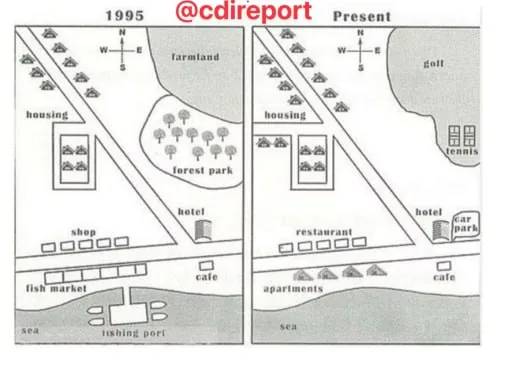 @cdireport
1995
Present
N
W E
S
farmland
housing
forest park
hotel
shop
cafe
fish market
sea
fishing port
N
W E
S
golf
tennis
housing
hotel
car
park
restaurant
cafe
apartments
sea